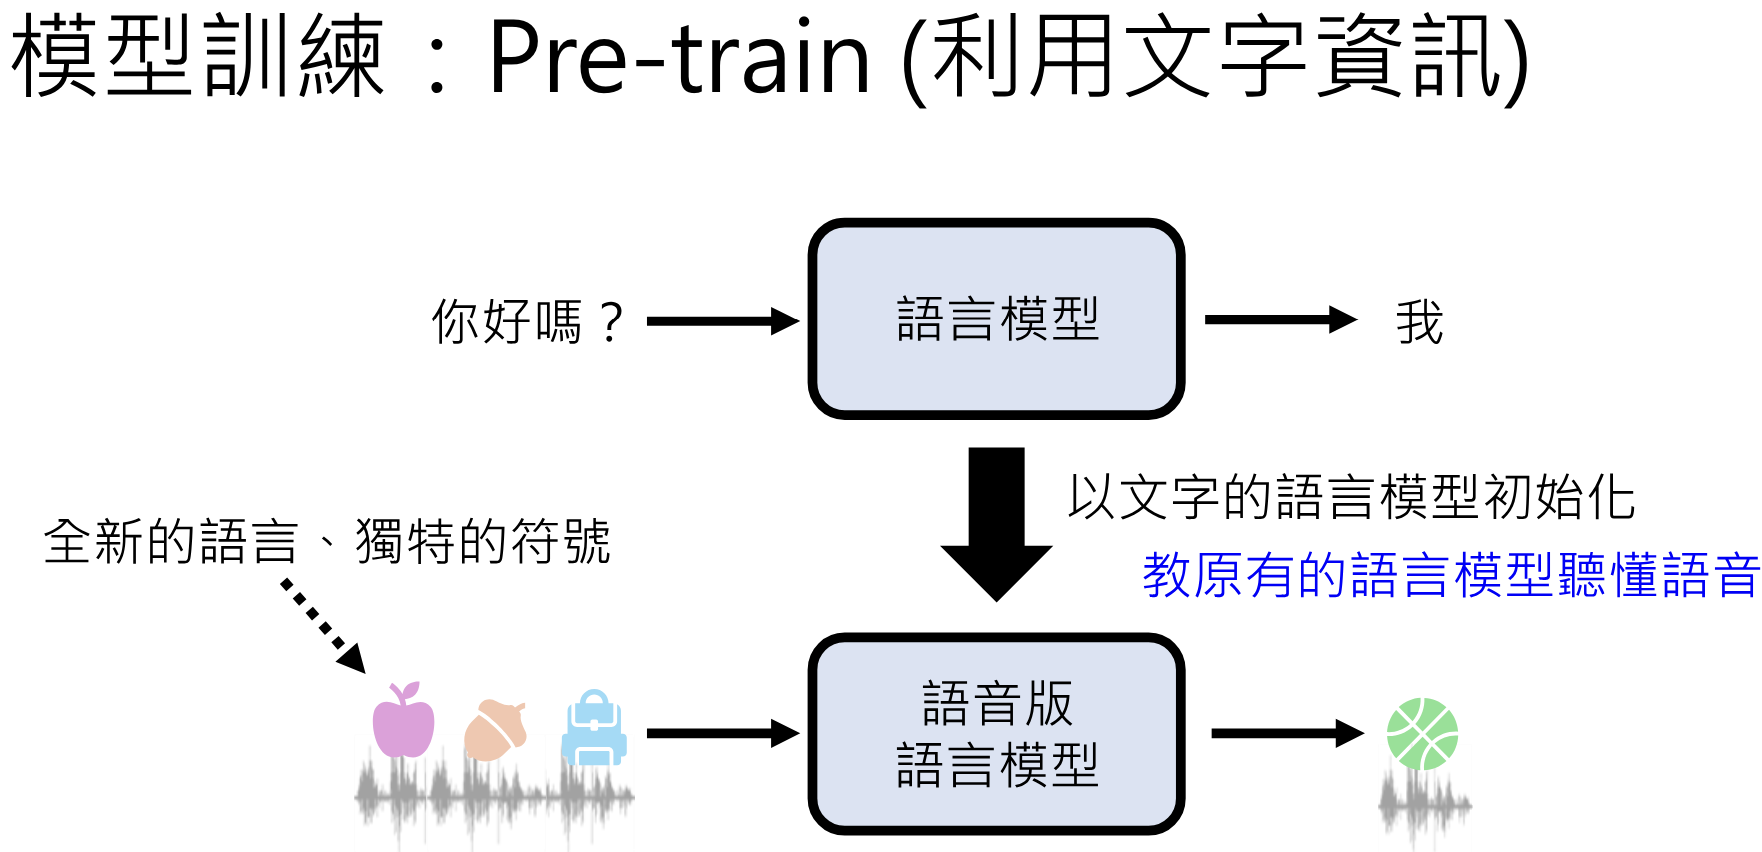 模型訓練：Pre-train (利用文字資訊)
你好嗎？
語言模型
我
以文字的語言模型初始化
教原有的語言模型聽懂語音
全新的語言、獨特的符號
語音版
語言模型